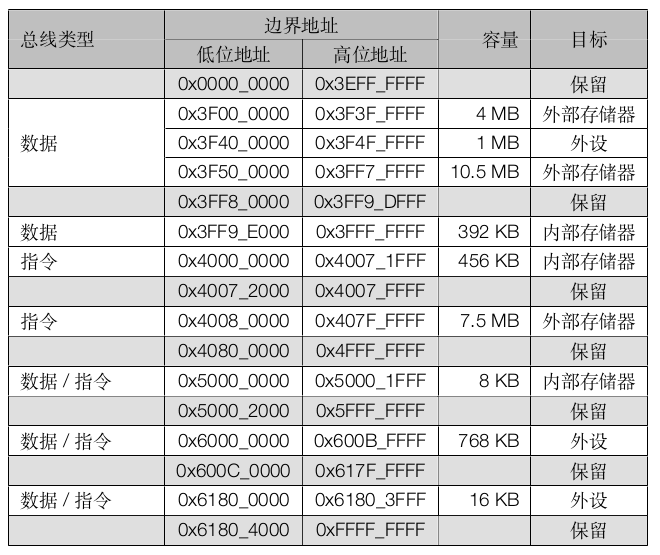 总线类型 边界地址 容量 目标
低位地址 高位地址
0x0000_0000 0x3EFF_FFFF 保留
数据 0x3F00_0000 0x3F3F_FFFF 4 MB 外部存储器
0x3F40_0000 0x3F4F_FFFF 1 MB 外设
0x3F50_0000 0x3FF7_FFFF 10.5 MB 外部存储器
0x3FF8_0000 0x3FF9_DFFF 保留
数据 0x3FF9_E000 0x3FFF_FFFF 392 KB 内部存储器
指令 0x4000_0000 0x4007_1FFF 456 KB 内部存储器
0x4007_2000 0x4007_FFFF 保留
指令 0x4008_0000 0x407F_FFFF 7.5 MB 外部存储器
0x4080_0000 0x4FFF_FFFF 保留
数据 / 指令 0x5000_0000 0x5000_1FFF 8 KB 内部存储器
0x5000_2000 0x5FFF_FFFF 保留
数据 / 指令 0x6000_0000 0x600B_FFFF 768 KB 外设
0x600C_0000 0x617F_FFFF 保留
数据 / 指令 0x6180_0000 0x6180_3FFF 16 KB 外设
0x6180_4000 0xFFFF_FFFF 保留